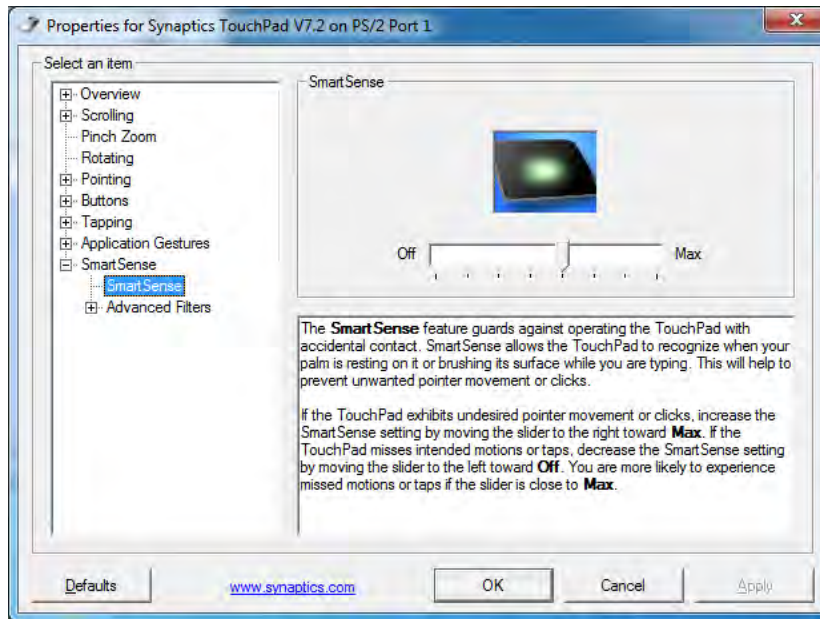 Properties for Synaptics TouchPad V7.2 on PS/2 Port 1
Select an item
Overview
Scrolling
Pinch Zoom
Rotating
Pointing
Buttons
Tapping
Application Gestures
SmartSense
SmartSense
Advanced Filters
SmartSense
Off
Max
The SmartSense feature guards against operating the TouchPad with
accidental contact. SmartSense allows the TouchPad to recognize when your
palm is resting on it or brushing its surface while you are typing. This will help to
prevent unwanted pointer movement or clicks.
If the TouchPad exhibits undesired pointer movement or clicks, increase the
SmartSense setting by moving the slider to the right toward Max. If the
TouchPad misses intended motions or taps, decrease the SmartSense setting
by moving the slider to the left toward Off. You are more likely to experience
missed motions or taps if the slider is close to Max.
Defaults
www.synaptics.com
OK
Cancel
Apply